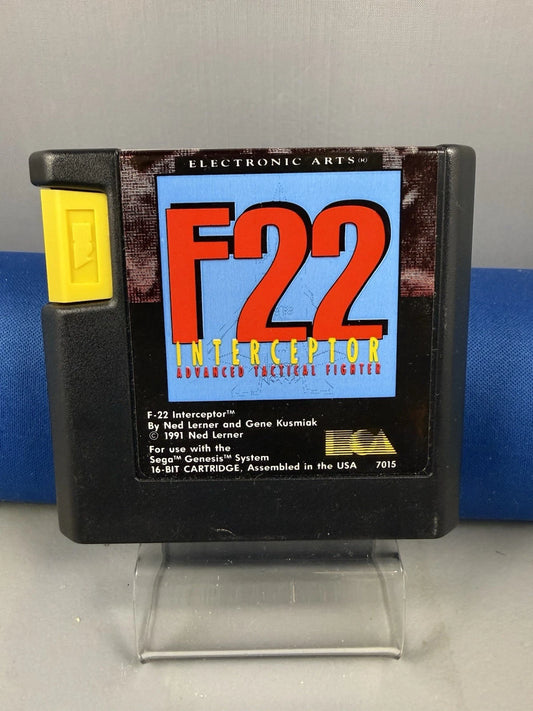 ELECTRONIC ARTS
F22
INTERCEPTOR
ADVANCED TACTICAL FIGHTER
F-22 Interceptor™
By Ned Lerner and Gene Kusmiak
© 1991 Ned Lerner
For use with the
Sega™ Genesis™ System
16-BIT CARTRIDGE, Assembled in the USA 7015
EA